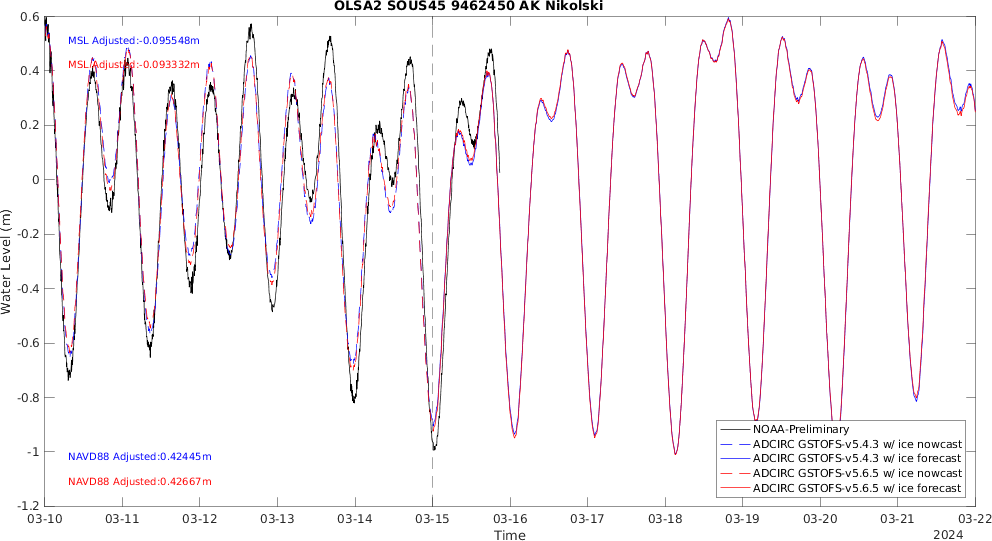 OLSA2 SOUS45 9462450 AK Nikolski
0.6
MSL Adjusted:-0.095548m
MSL Adjusted:-0.093332m
0.4
0.2
0
-0.2
Water Level (m)
-0.4
-0.6
-0.8
NOAA-Preliminary
ADCIRC GSTOFS-v5.4.3 w/ ice nowcast
ADCIRC GSTOFS-v5.4.3 w/ ice forecast
ADCIRC GSTOFS-v5.6.5 w/ ice nowcast
ADCIRC GSTOFS-v5.6.5 w/ ice forecast
-1
NAVD88 Adjusted:0.42445m
NAVD88 Adjusted:0.42667m
-1.2
03-10 03-11 03-12 03-13 03-14 03-15 03-16 03-17 03-18 03-19 03-20 03-21 03-22
Time
2024